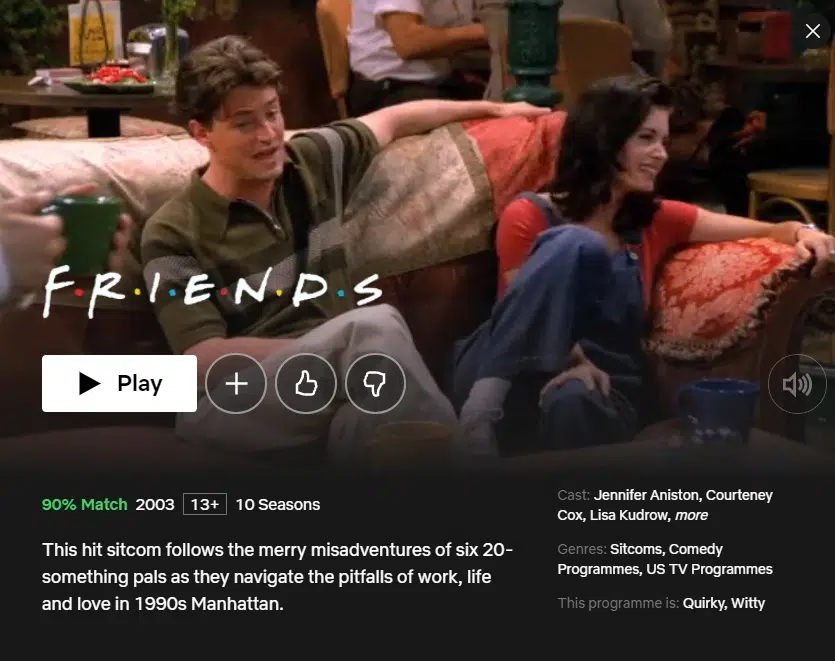 F·R·I·E·N·D·S
Play
90% Match 2003 13+ 10 Seasons
This hit sitcom follows the merry misadventures of six 20-
something pals as they navigate the pitfalls of work, life
and love in 1990s Manhattan.
Cast: Jennifer Aniston, Courteney
Cox, Lisa Kudrow, more
Genres: Sitcoms, Comedy
Programmes, US TV Programmes
This programme is: Quirky, Witty